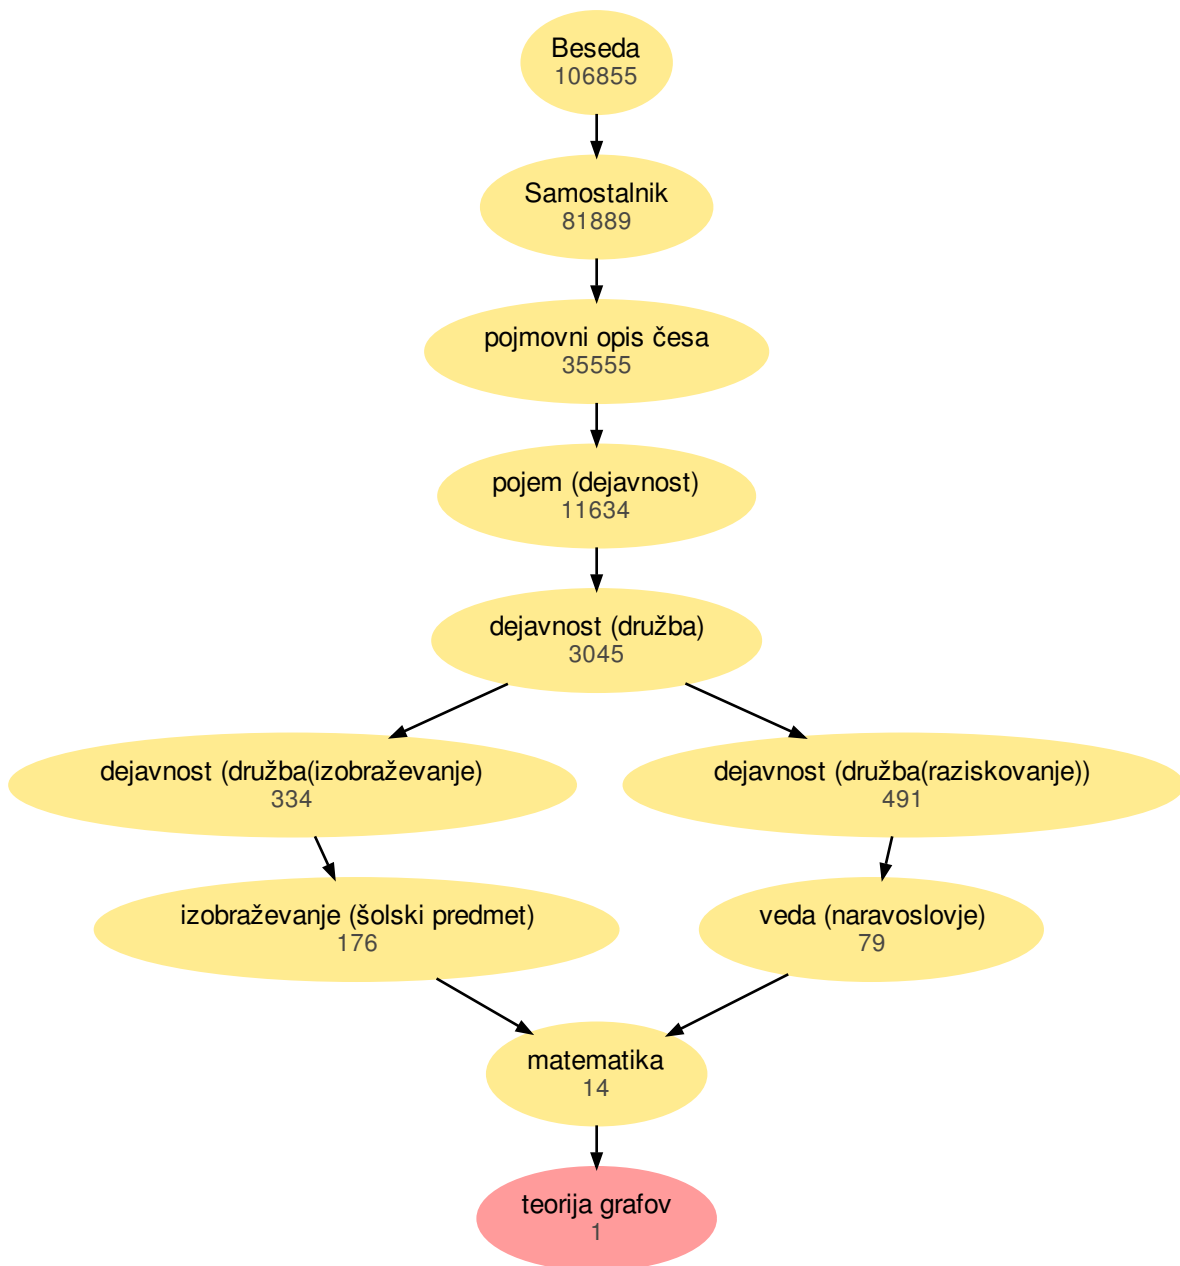 Beseda
106855
Samostalnik
81889
pojmovni opis česa
35555
pojem (dejavnost)
11634
dejavnost (družba)
3045
dejavnost (družba(izobraževanje)
334
dejavnost (družba(raziskovanje))
491
izobraževanje (šolski predmet)
176
veda (naravoslovje)
79
matematika
14
teorija grafov
1